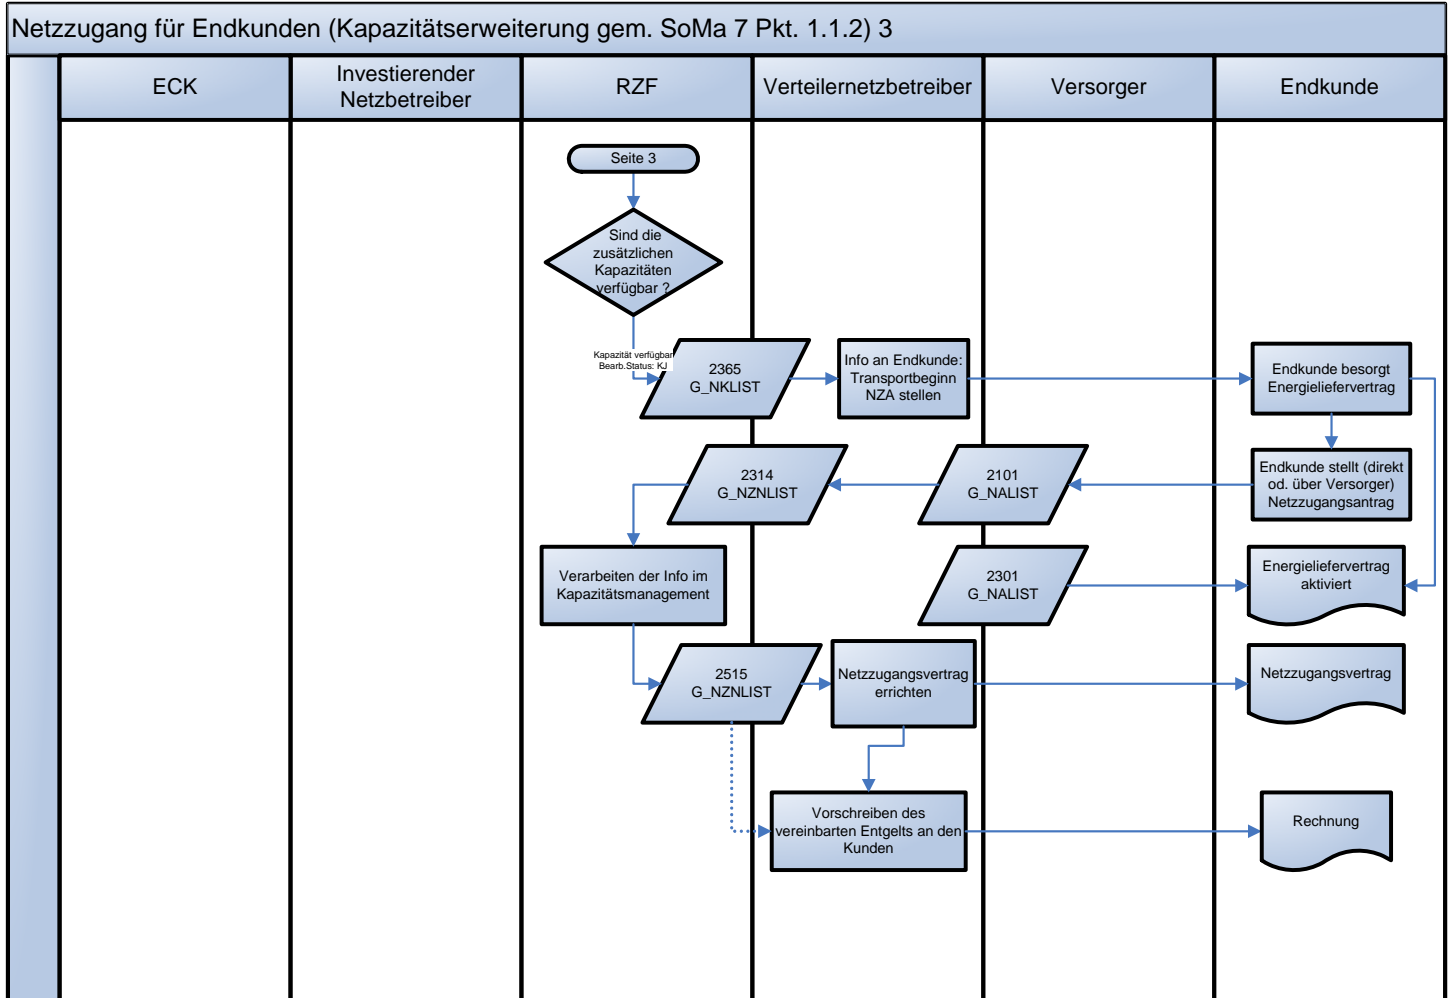 Netzzugang für Endkunden (Kapazitätserweiterung gem. SoMa 7 Pkt. 1.1.2) 3
ECK
Investierender
Netzbetreiber
RZF
Verteilernetzbetreiber
Versorger
Endkunde
Seite 3
Sind die
zusätzlichen
Kapazitäten
verfügbar ?
Kapazität verfügbar
Bearb.Status: KJ
2365
G_NKLIST
Info an Endkunde:
Transportbeginn
NZA stellen
Endkunde besorgt
Energieliefervertrag
2314
G_NZNLIST
2101
G_NALIST
Endkunde stellt (direkt
od. über Versorger)
Netzzugangsantrag
Verarbeiten der Info im
Kapazitätsmanagement
2301
G_NALIST
Energieliefervertrag
aktiviert
2515
G_NZNLIST
Netzzugangsvertrag
errichten
Netzzugangsvertrag
Vorschreiben des
vereinbarten Entgelts an den
Kunden
Rechnung